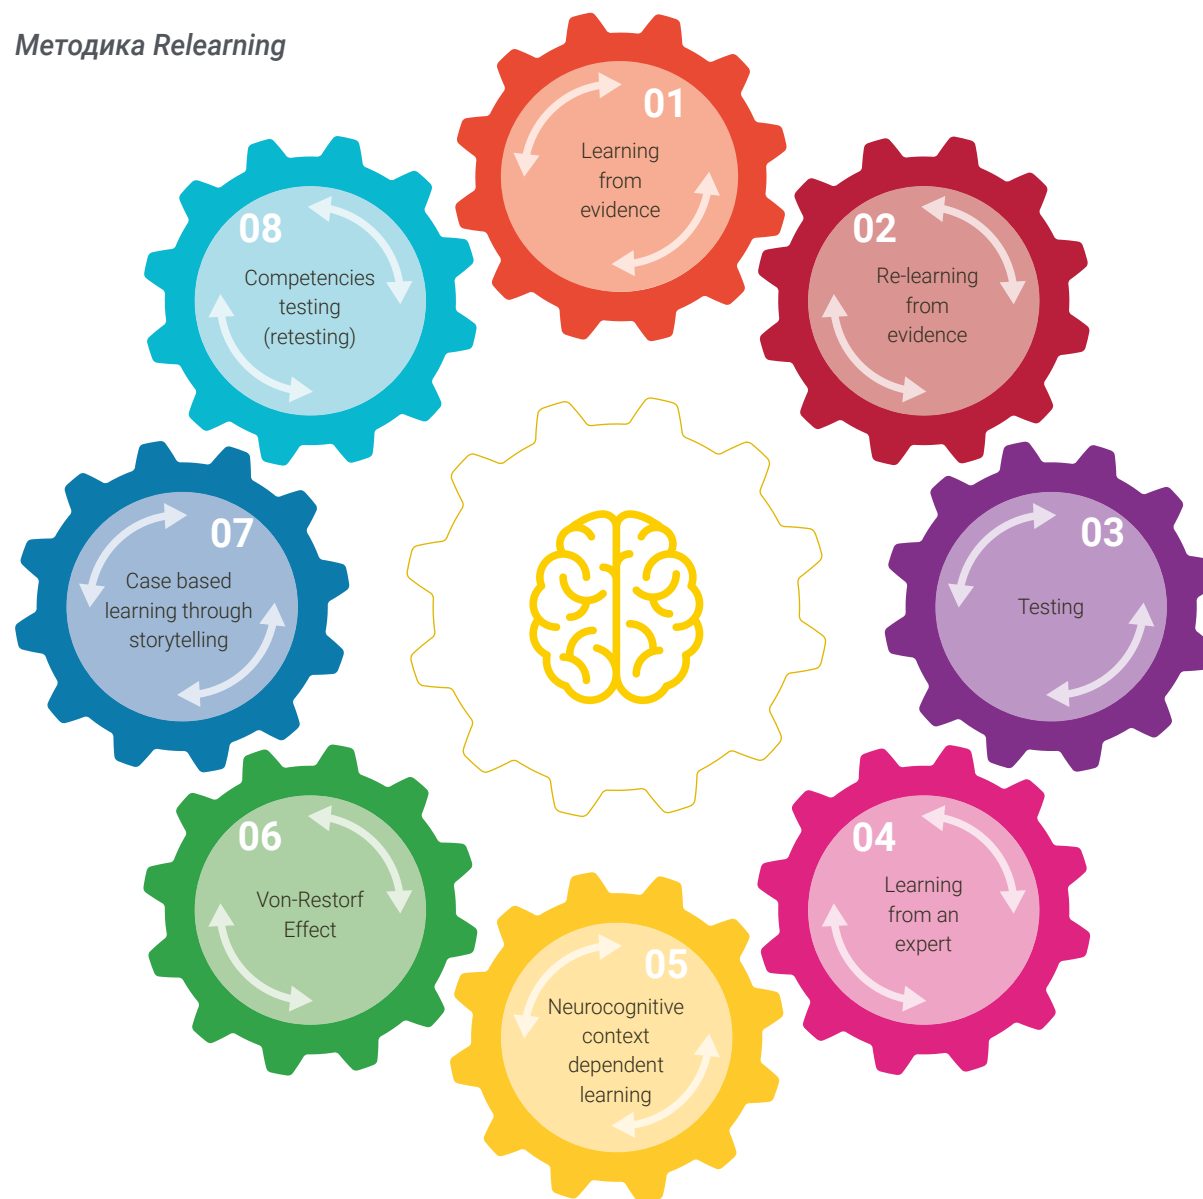 Методика Relearning
01
Learning
from
evidence
02
Re-learning
from
evidence
03
Testing
04
Learning
from an
expert
05
Neurocognitive
context
dependent
learning
06
Von-Restorf
Effect
07
Case based
learning through
storytelling
08
Competencies
testing
(retesting)